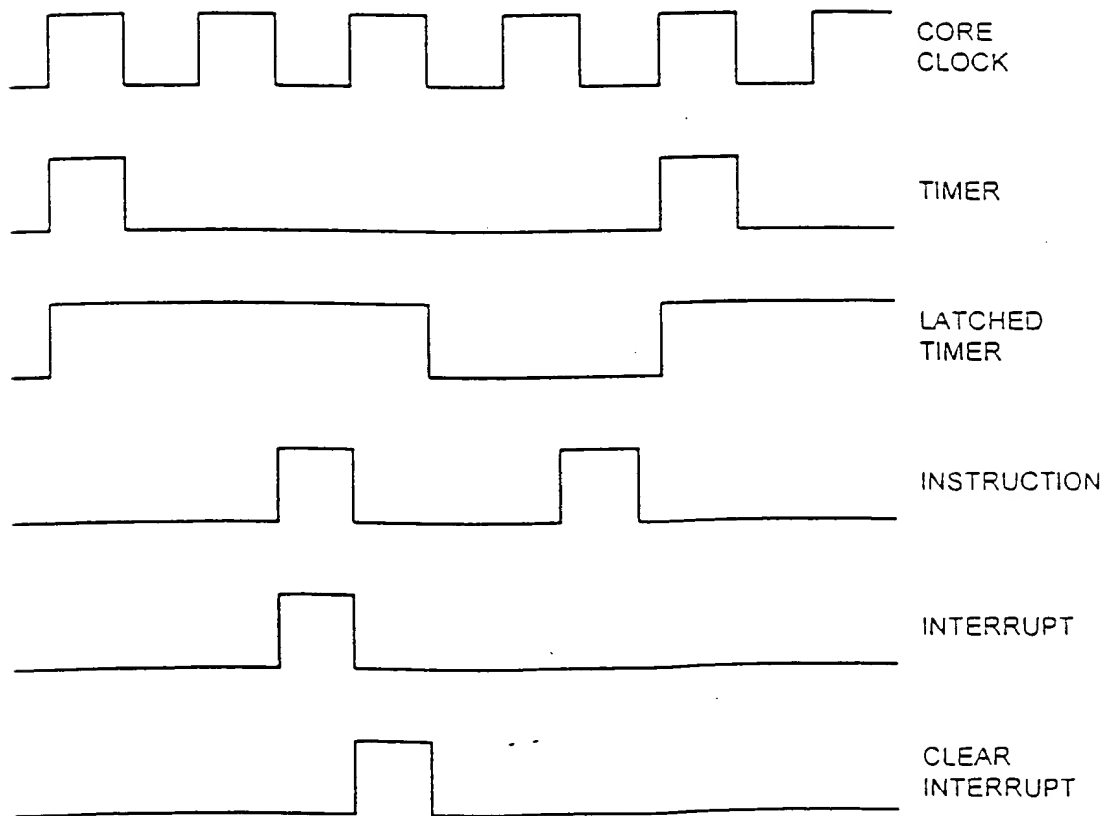 CORE
CLOCK
TIMER
LATCHED
TIMER
INSTRUCTION
INTERRUPT
CLEAR
INTERRUPT